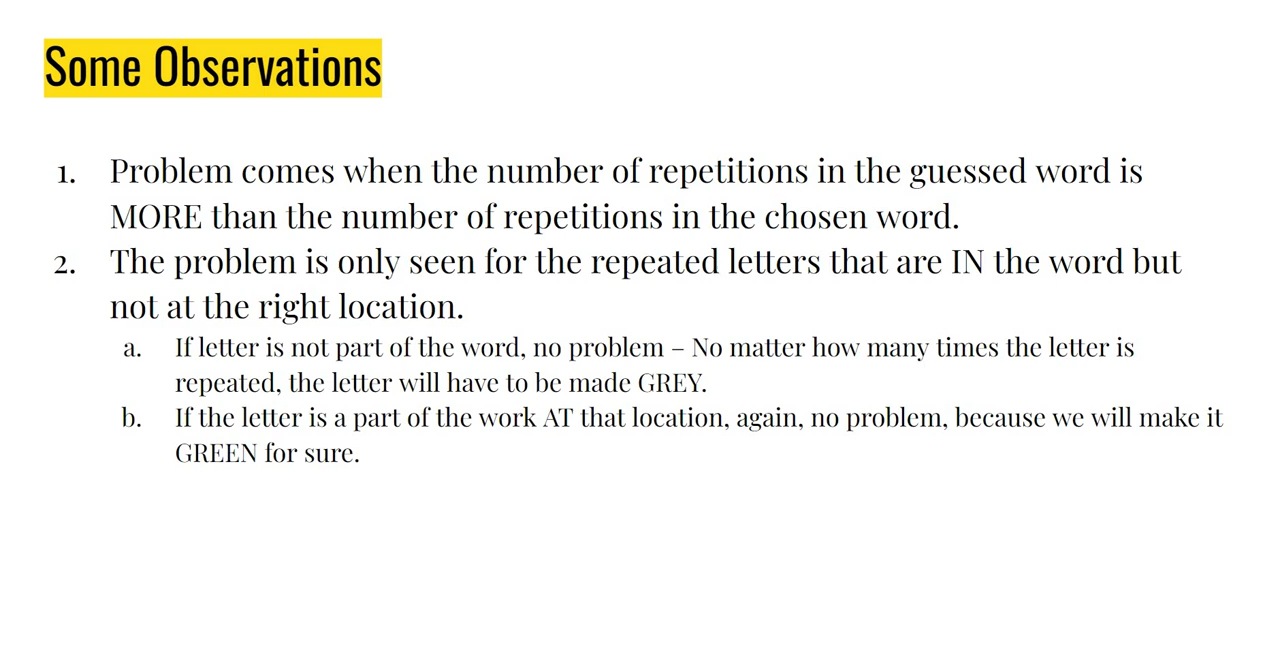 Some Observations
1. Problem comes when the number of repetitions in the guessed word is
MORE than the number of repetitions in the chosen word.
2. The problem is only seen for the repeated letters that are IN the word but
not at the right location.
a. If letter is not part of the word, no problem – No matter how many times the letter is
repeated, the letter will have to be made GREY.
b. If the letter is a part of the work AT that location, again, no problem, because we will make it
GREEN for sure.